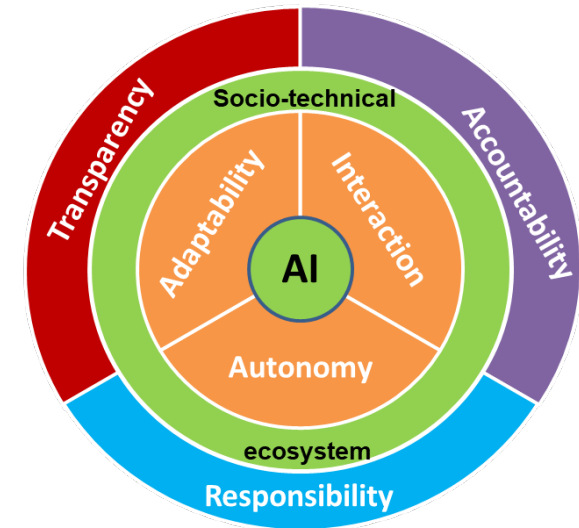 Socio-technical
Transparency
Accountability
Adaptability
Interaction
AI
Autonomy
ecosystem
Responsibility